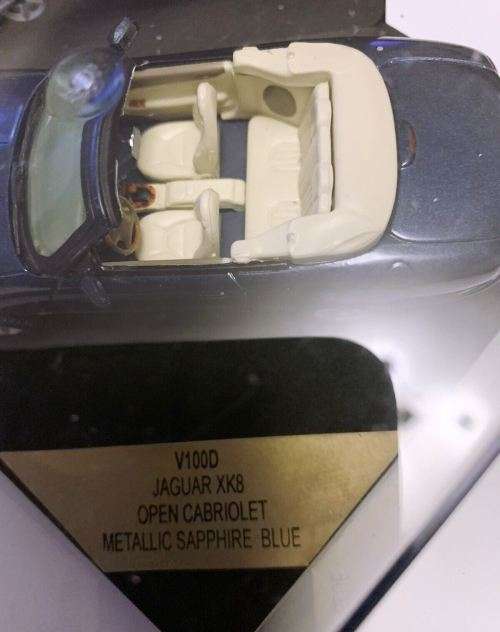 V100D
JAGUAR XK8
OPEN CABRIOLET
METALLIC SAPPHIRE BLUE